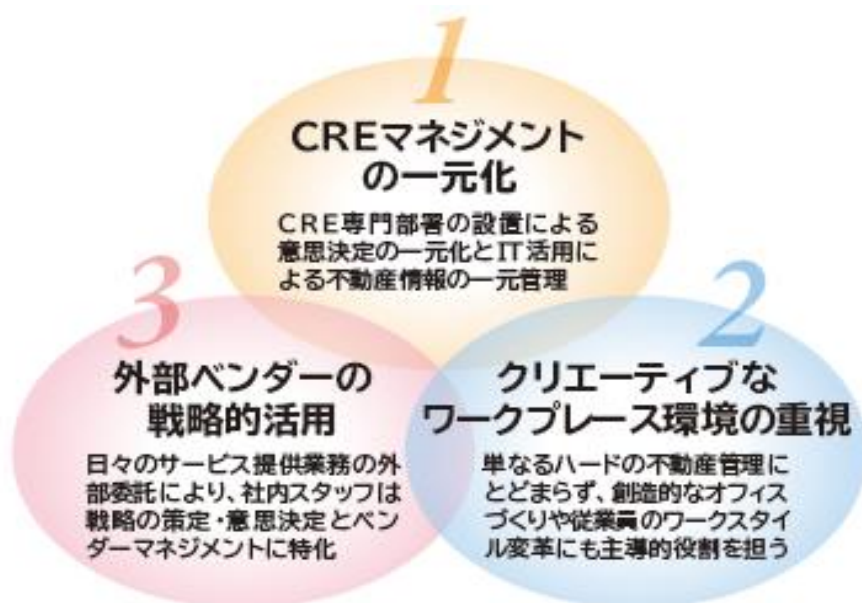 1
CREマネジメント
の一元化
CRE専門部署の設置による
意思決定の一元化とIT活用に
よる不動産情報の一元管理
2
クリエーティブな
ワークプレース環境の重視
単なるハードの不動産管理に
とどまらず、創造的なオフィス
づくりや従業員のワークスタイ
ル変革にも主導的役割を担う
3
外部ベンダーの
戦略的活用
日々のサービス提供業務の外
部委託により、社内スタッフは
戦略の策定・意思決定とベン
ダーマネジメントに特化